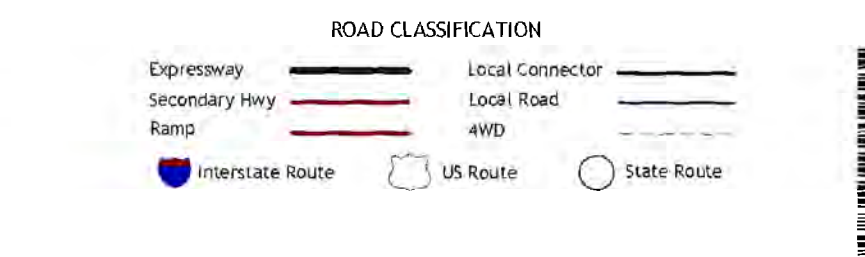 ROAD CLASSIFICATION
Expressway
Local Connector
Secondary Hwy
Local Road
Ramp
4WD
Interstate Route
US Route
State Route